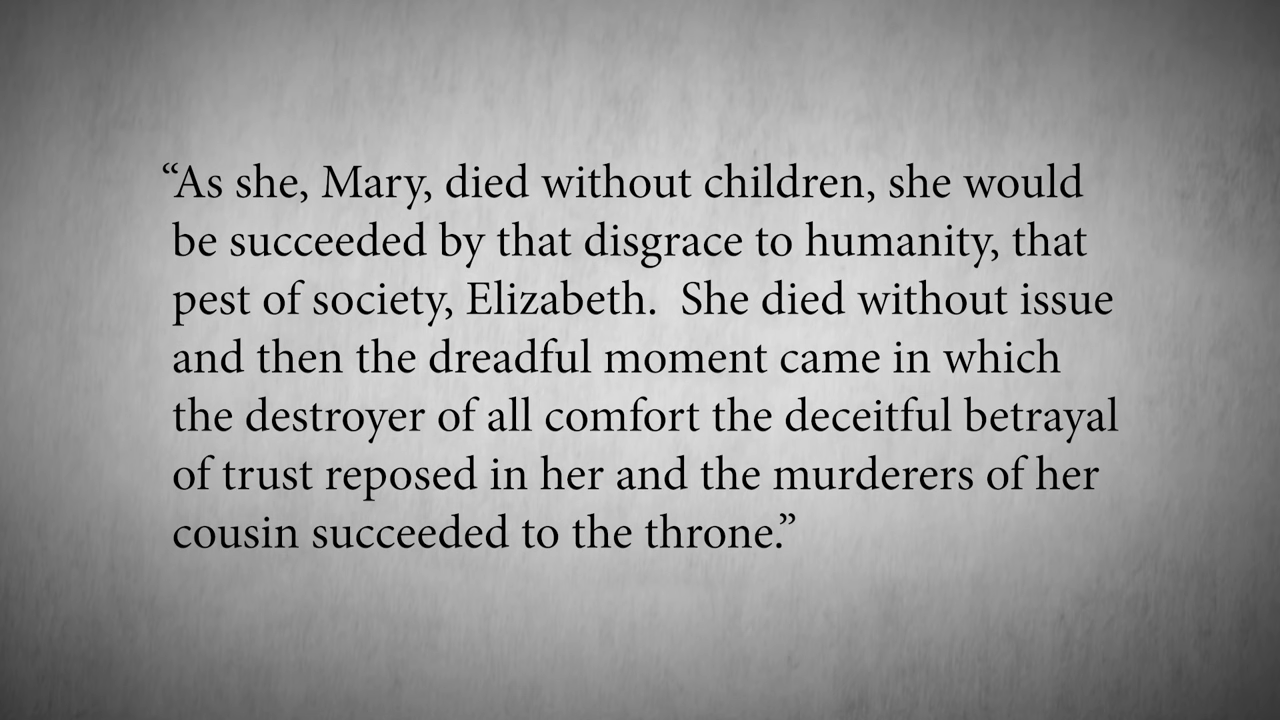 “As she, Mary, died without children, she would
be succeeded by that disgrace to humanity, that
pest of society, Elizabeth.  She died without issue
and then the dreadful moment came in which
the destroyer of all comfort the deceitful betrayal
of trust reposed in her and the murderers of her
cousin succeeded to the throne.”